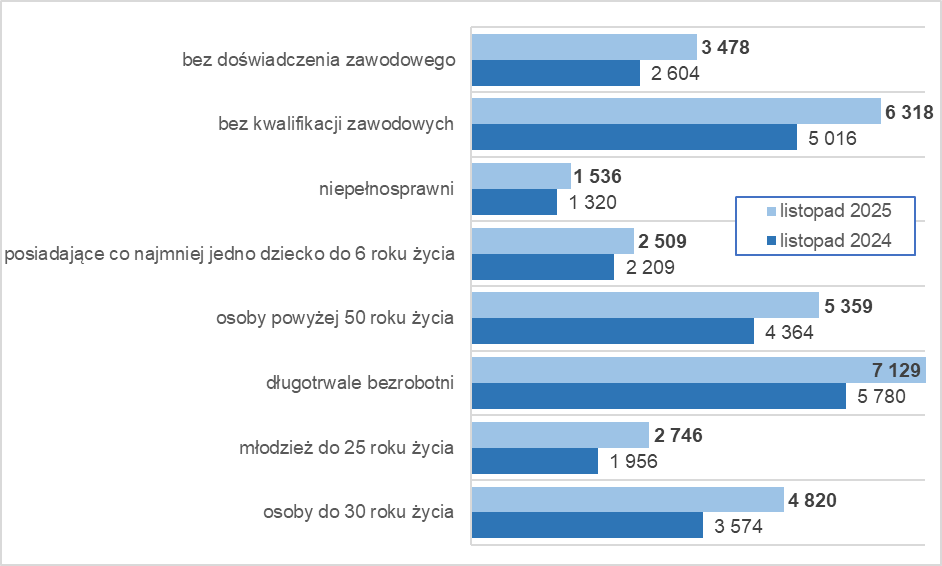 bez doświadczenia zawodowego
3 478
2 604
bez kwalifikacji zawodowych
6 318
5 016
niepełnosprawni
1 536
1 320
listopad 2025
listopad 2024
posiadające co najmniej jedno dziecko do 6 roku życia
2 509
2 209
osoby powyżej 50 roku życia
5 359
4 364
długotrwale bezrobotni
7 129
5 780
młodzież do 25 roku życia
2 746
1 956
osoby do 30 roku życia
4 820
3 574